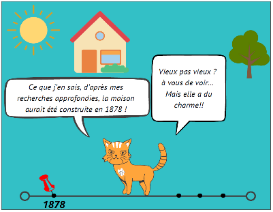 Ce que j'en sais, d'après mes
recherches approfondies, la maison
aurait été construite en 1878 !
Vieux pas vieux ?
à vous de voir...
Mais elle a du
charme!!
1878